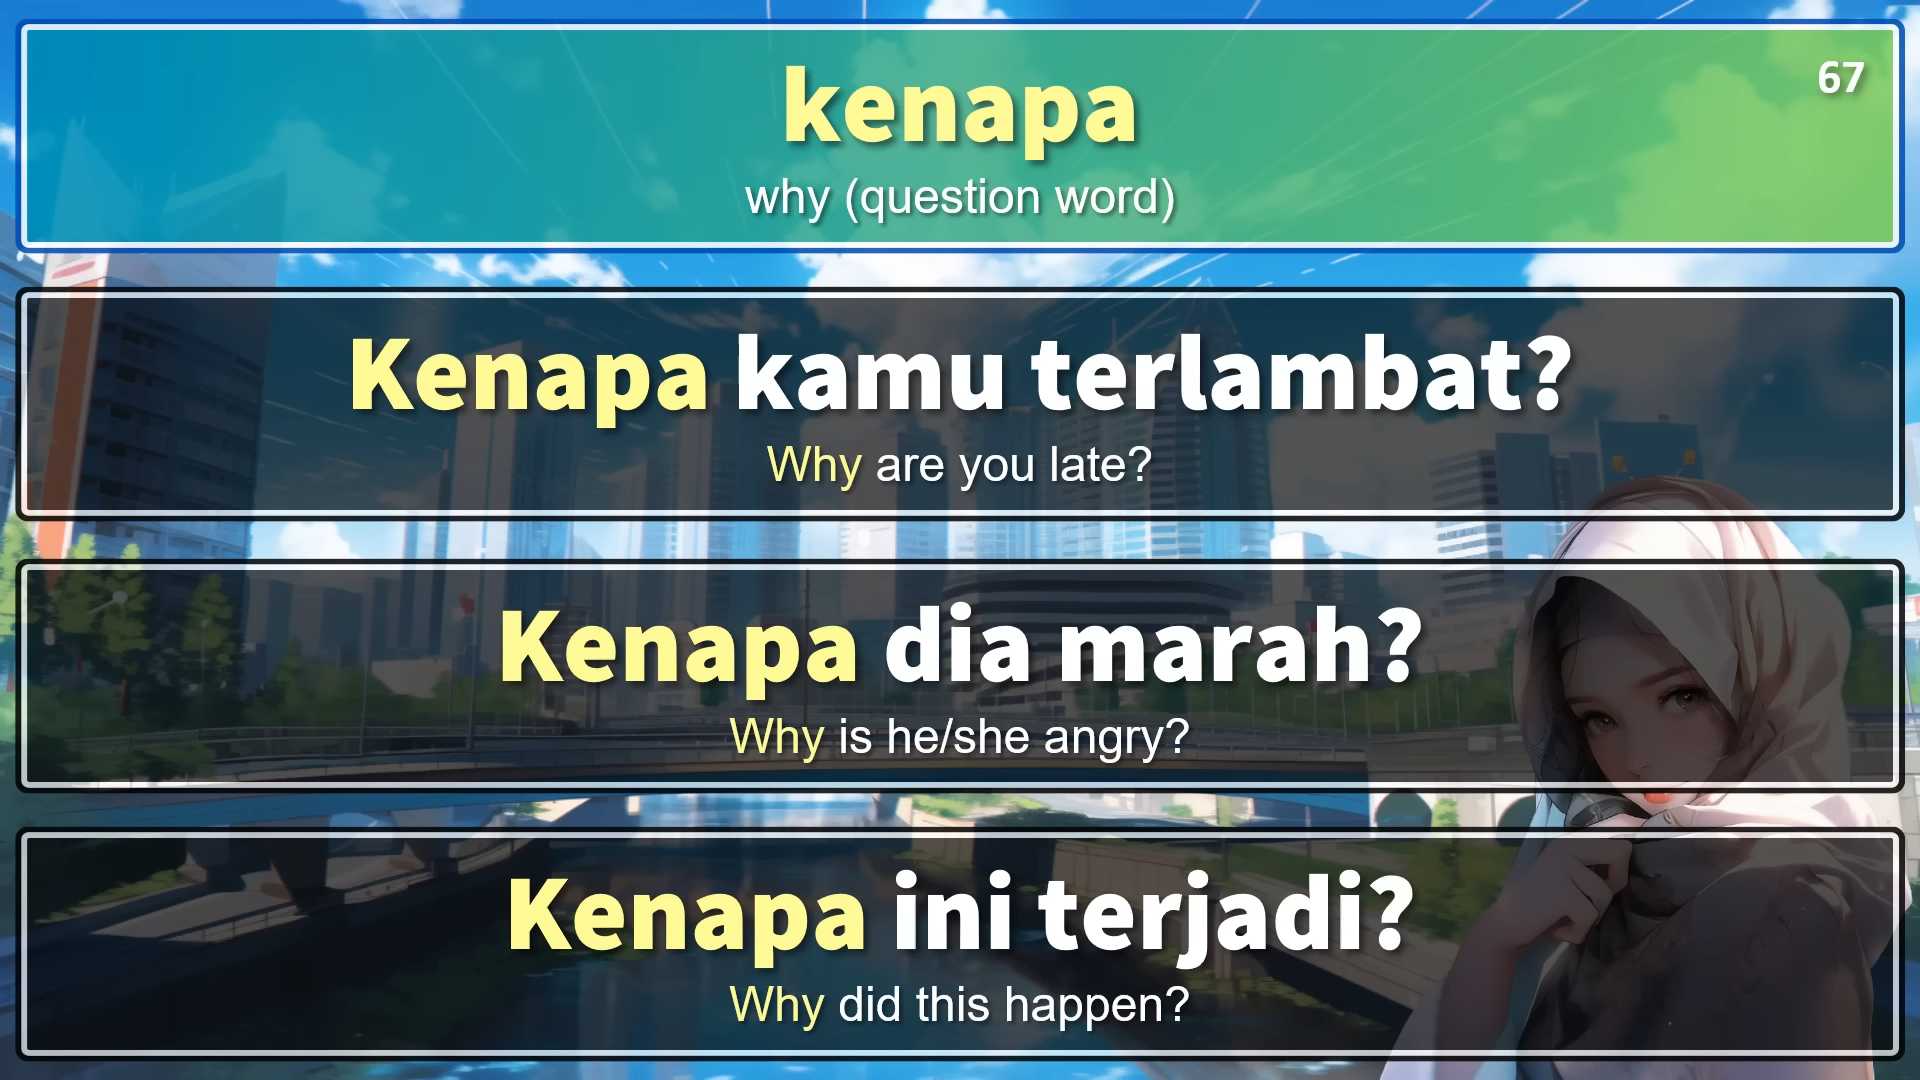 kenapa
67
why (question word)
Kenapa kamu terlambat?
Why are you late?
Kenapa dia marah?
Why is he/she angry?
Kenapa ini terjadi?
Why did this happen?